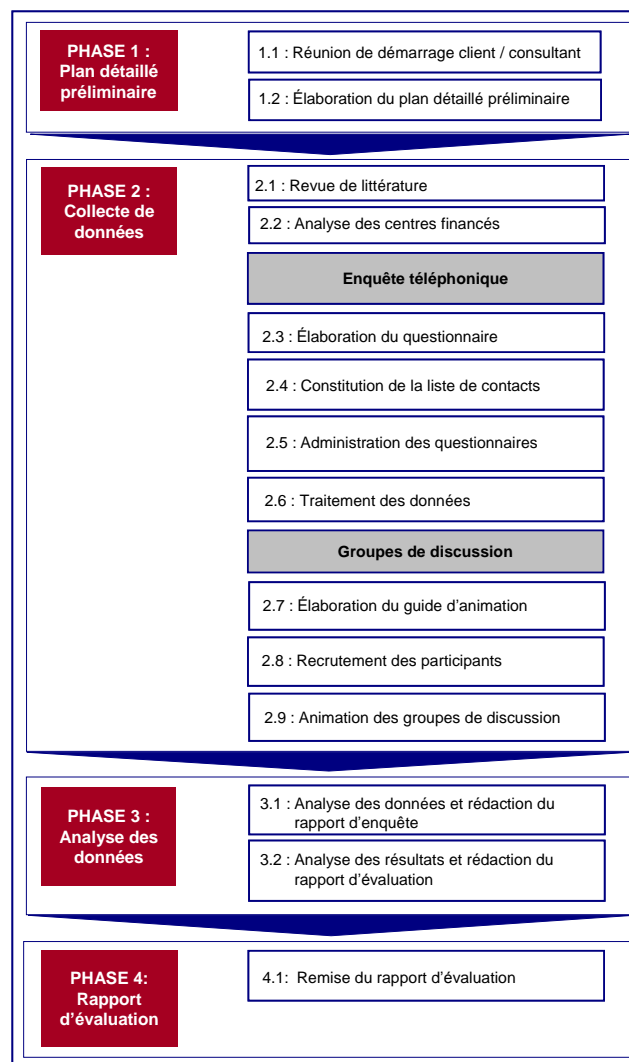 PHASE 1 :
Plan détaillé
préliminaire
1.1 : Réunion de démarrage client / consultant
1.2 : Élaboration du plan détaillé préliminaire
PHASE 2 :
Collecte de
données
2.1 : Revue de littérature
2.2 : Analyse des centres financés
Enquête téléphonique
2.3 : Élaboration du questionnaire
2.4 : Constitution de la liste de contacts
2.5 : Administration des questionnaires
2.6 : Traitement des données
Groupes de discussion
2.7 : Élaboration du guide d'animation
2.8 : Recrutement des participants
2.9 : Animation des groupes de discussion
PHASE 3 :
Analyse des
données
3.1 : Analyse des données et rédaction du
rapport d'enquête
3.2 : Analyse des résultats et rédaction du
rapport d'évaluation
PHASE 4:
Rapport
d'évaluation
4.1: Remise du rapport d'évaluation